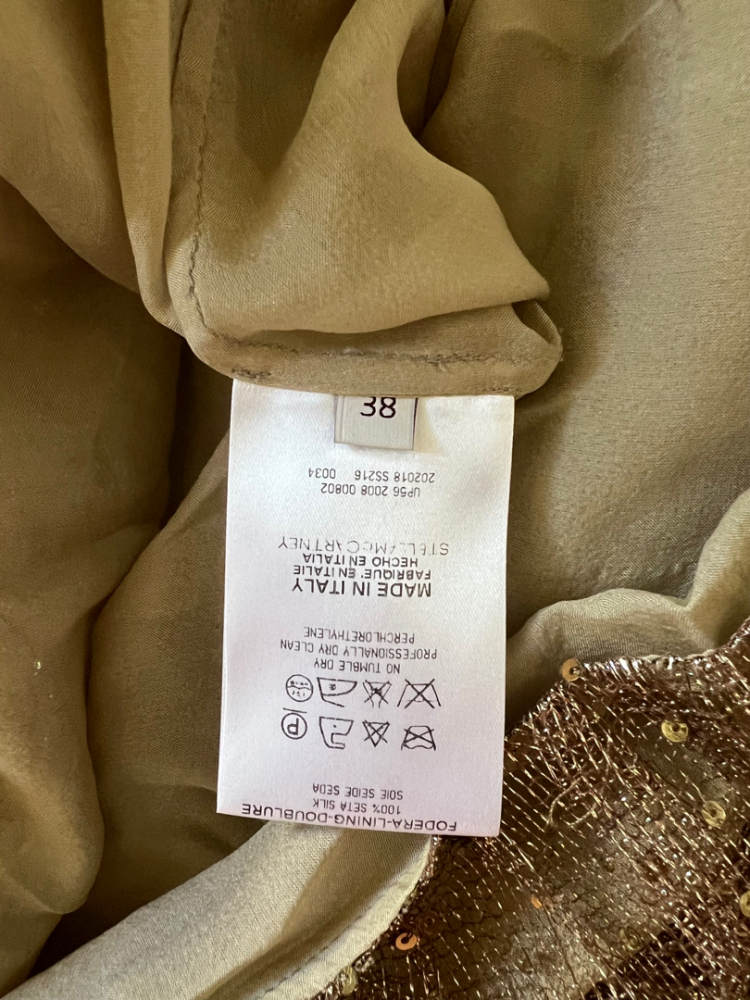 FODERA-LINING-DOUBLURE
100% SETA SILK
SOIE SEIDE SEDA
P
NO TUMBLE DRY
PROFESSIONALLY DRY CLEAN
PERCHLORETHYLENE
MADE IN ITALY
FABRIQUE' EN ITALIE
HECHO EN ITALIA
STELLAMcCARTNEY
UP56 2008 00802
202018 SS216 0034
38